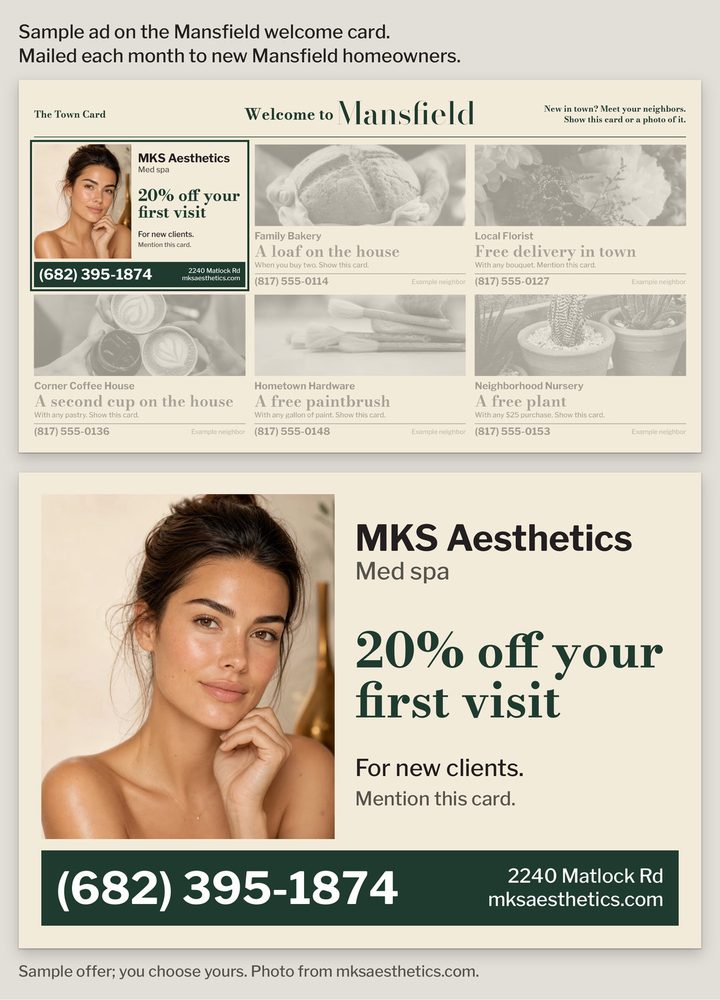 Sample ad on the Mansfield welcome card.
Mailed each month to new Mansfield homeowners.
The Town Card
Welcome to Mansfield
New in town? Meet your neighbors.
Show this card or a photo of it.
MKS Aesthetics
Med spa
20% off your
first visit
For new clients.
Mention this card.
(682) 395-1874
2240 Matlock Rd
mksaesthetics.com
Family Bakery
A loaf on the house
When you buy two. Show this card.
(817) 555-0114
Example neighbor
Local Florist
Free delivery in town
With any bouquet. Mention this card.
(817) 555-0127
Example neighbor
Corner Coffee House
A second cup on the house
With any pastry. Show this card.
(817) 555-0136
Example neighbor
Hometown Hardware
A free paintbrush
With any gallon of paint. Show this card.
(817) 555-0148
Example neighbor
Neighborhood Nursery
A free plant
With any $25 purchase. Show this card.
(817) 555-0153
Example neighbor
MKS Aesthetics
Med spa
20% off your
first visit
For new clients.
Mention this card.
(682) 395-1874
2240 Matlock Rd
mksaesthetics.com
Sample offer; you choose yours. Photo from mksaesthetics.com.